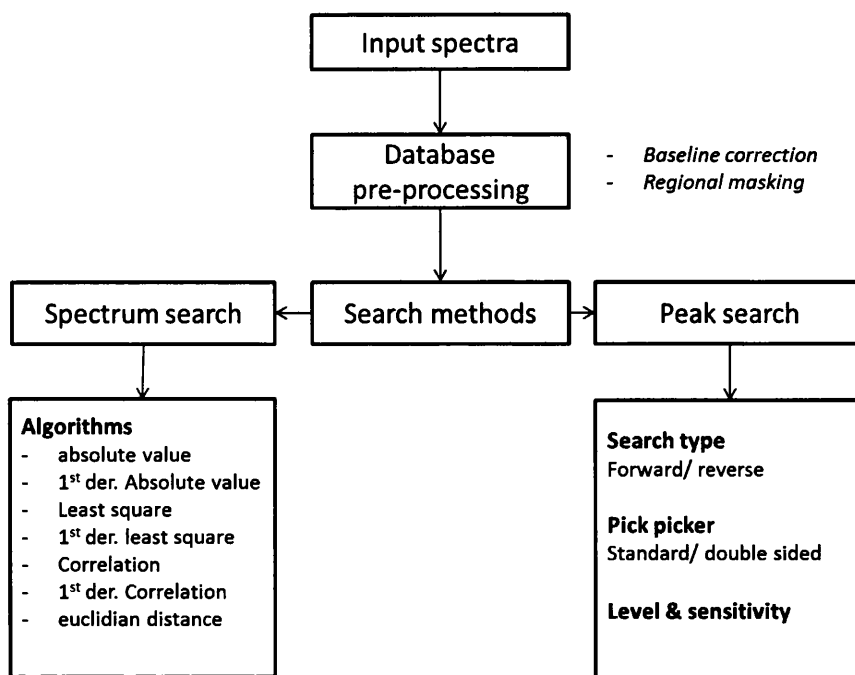 Input spectra
Database
pre-processing
- Baseline correction
- Regional masking
Spectrum search
Search methods
Peak search
Algorithms
- absolute value
- 1st der. Absolute value
- Least square
- 1st der. least square
- Correlation
- 1st der. Correlation
- euclidian distance
Search type
Forward/ reverse
Pick picker
Standard/ double sided
Level & sensitivity